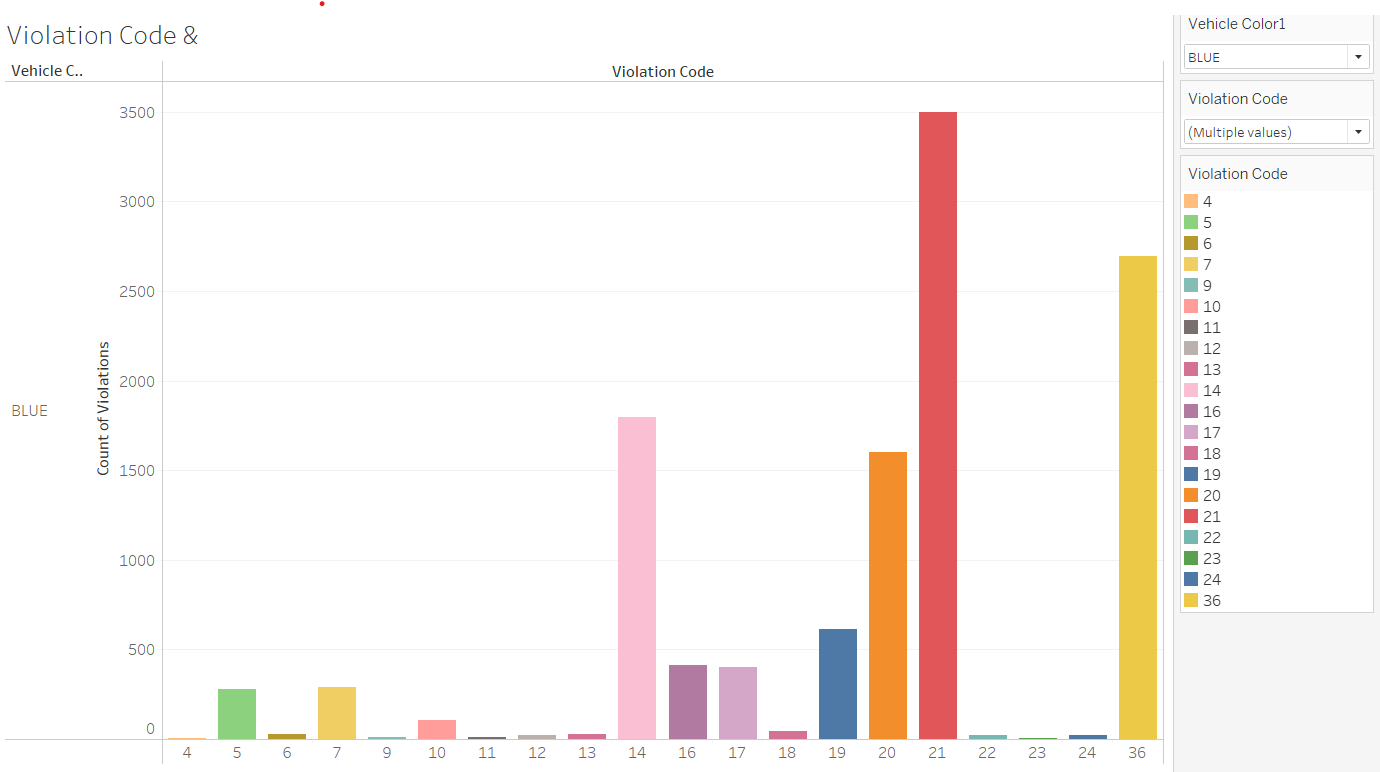 Violation Code &
Vehicle C..
Violation Code
3500
3000
2500
2000
1500
1000
500
0
Count of Violations
BLUE
4 5 6 7 9 10 11 12 13 14 16 17 18 19 20 21 22 23 24 36
Vehicle Color1
BLUE
Violation Code
(Multiple values)
Violation Code
4
5
6
7
9
10
11
12
13
14
16
17
18
19
20
21
22
23
24
36